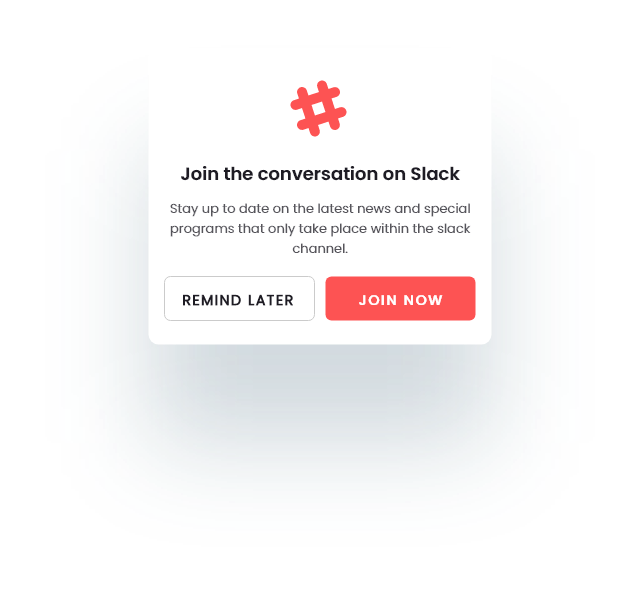 Join the conversation on Slack
Stay up to date on the latest news and special
programs that only take place within the slack
channel.
REMIND LATER
JOIN NOW